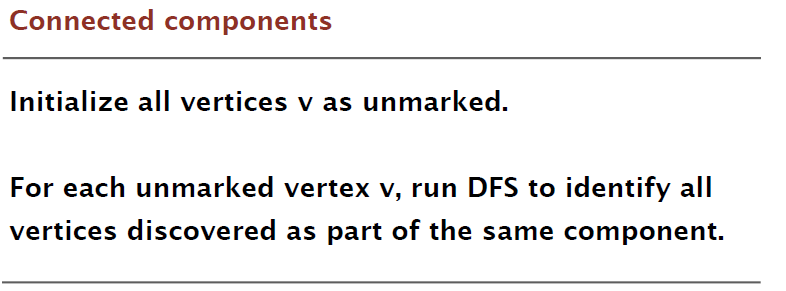 Connected components
Initialize all vertices v as unmarked.
For each unmarked vertex v, run DFS to identify all
vertices discovered as part of the same component.